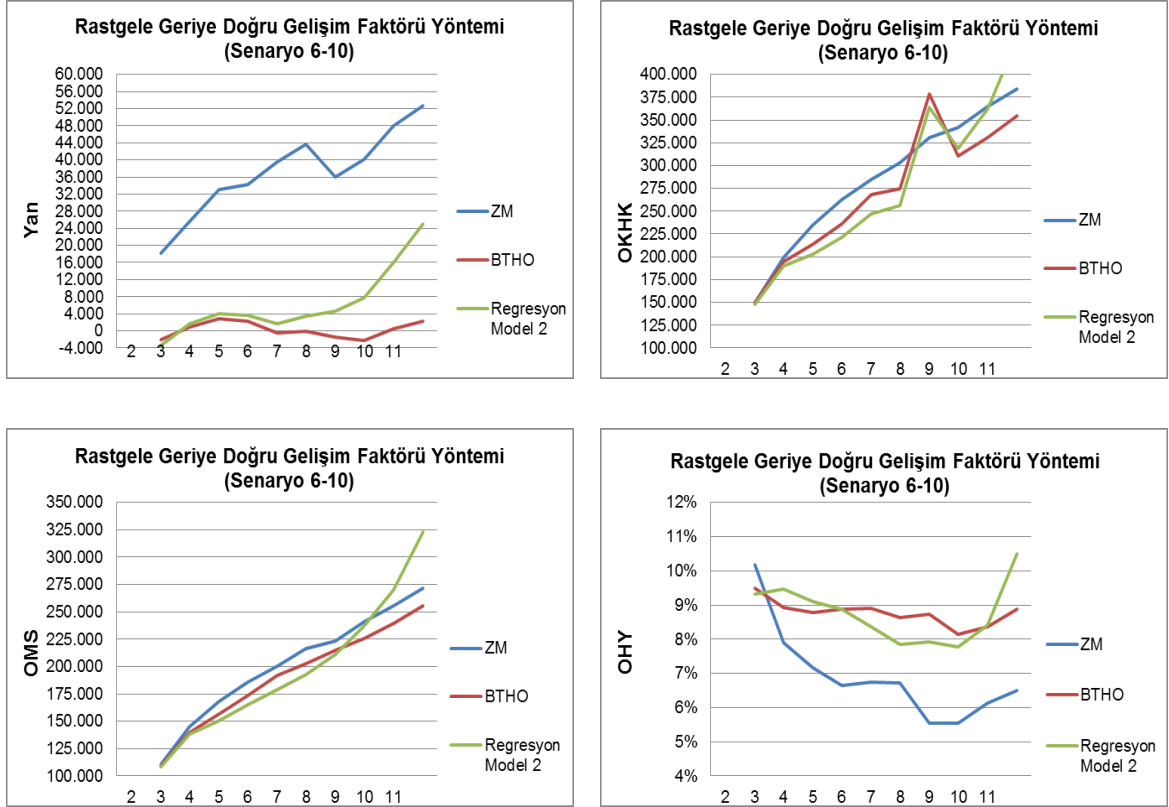 Rastgele Geriye Doğru Gelişim Faktörü Yöntemi
(Senaryo 6-10)
60.000
56.000
52.000
48.000
44.000
40.000
36.000
32.000
28.000
24.000
20.000
16.000
12.000
8.000
4.000
0
-4.000
Yan
2 3 4 5 6 7 8 9 10 11
ZM
BTHO
Regresyon
Model 2
Rastgele Geriye Doğru Gelişim Faktörü Yöntemi
(Senaryo 6-10)
400.000
375.000
350.000
325.000
300.000
275.000
250.000
225.000
200.000
175.000
150.000
125.000
100.000
OKHK
2 3 4 5 6 7 8 9 10 11
ZM
BTHO
Regresyon
Model 2
Rastgele Geriye Doğru Gelişim Faktörü Yöntemi
(Senaryo 6-10)
350.000
325.000
300.000
275.000
250.000
225.000
200.000
175.000
150.000
125.000
100.000
OMS
2 3 4 5 6 7 8 9 10 11
ZM
BTHO
Regresyon
Model 2
Rastgele Geriye Doğru Gelişim Faktörü Yöntemi
(Senaryo 6-10)
12%
11%
10%
9%
8%
7%
6%
5%
4%
OHY
2 3 4 5 6 7 8 9 10 11
ZM
BTHO
Regresyon
Model 2